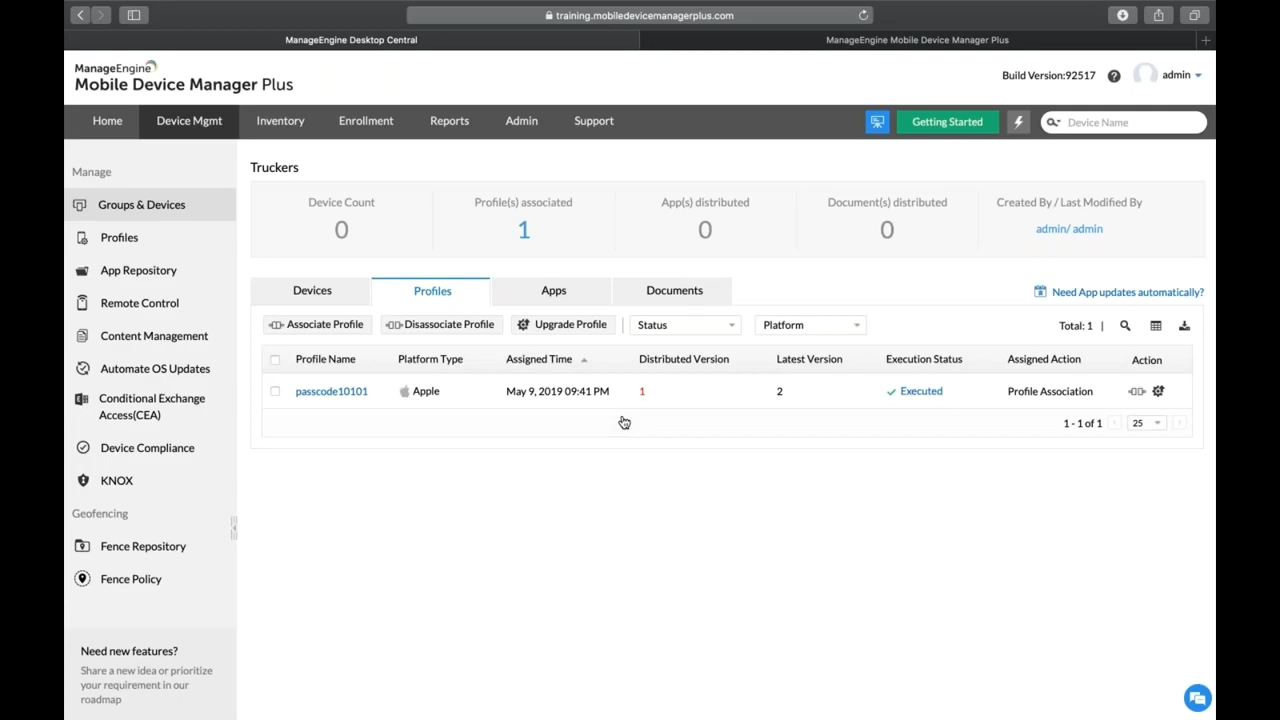 training.mobiledevicemanagerplus.com
ManageEngine Desktop Central
ManageEngine Mobile Device Manager Plus
ManageEngine
Mobile Device Manager Plus
Build Version:92517
?
admin
Home
Device Mgmt
Inventory
Enrollment
Reports
Admin
Support
Getting Started
Device Name
Manage
Groups & Devices
Profiles
App Repository
Remote Control
Content Management
Automate OS Updates
Conditional Exchange
Access(CEA)
Device Compliance
KNOX
Geofencing
Fence Repository
Fence Policy
Need new features?
Share a new idea or prioritize
your requirement in our
roadmap
Truckers
Device Count
0
Profile(s) associated
1
App(s) distributed
0
Document(s) distributed
0
Created By / Last Modified By
admin/ admin
Devices
Profiles
Apps
Documents
Need App updates automatically?
Associate Profile
Disassociate Profile
Upgrade Profile
Status
Platform
Total: 1 |
Profile Name Platform Type Assigned Time Distributed Version Latest Version Execution Status Assigned Action Action
passcode10101 Apple May 9, 2019 09:41 PM 1 2 Executed Profile Association
1 - 1 of 1
25